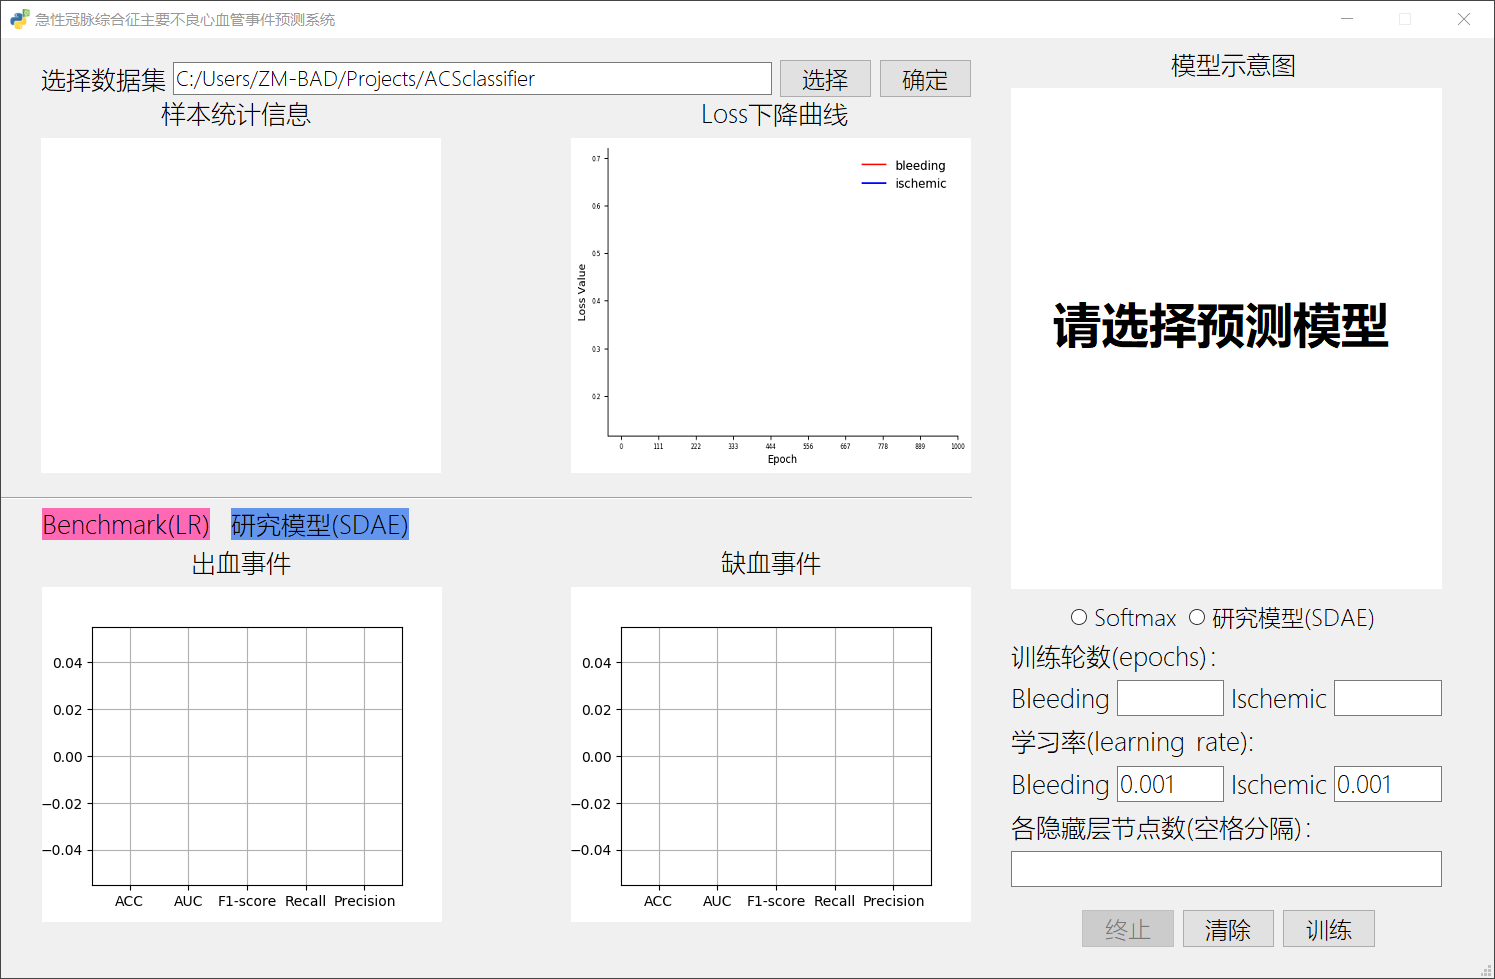 急性冠脉综合征主要不良心血管事件预测系统
选择数据集 C:/Users/ZM-BAD/Projects/ACSclassifier 选择 确定
样本统计信息
Loss下降曲线
0.7
0.6
0.5
0.4
0.3
0.2
Loss Value
bleeding
ischemic
0 111 222 333 444 556 667 778 889 1000
Epoch
Benchmark(LR) 研究模型(SDAE)
出血事件
0.04
0.02
0.00
−0.02
−0.04
ACC AUC F1-score Recall Precision
缺血事件
0.04
0.02
0.00
−0.02
−0.04
ACC AUC F1-score Recall Precision
模型示意图
请选择预测模型
Softmax 研究模型(SDAE)
训练轮数(epochs):
Bleeding Ischemic
学习率(learning rate):
Bleeding 0.001 Ischemic 0.001
各隐藏层节点数(空格分隔):
终止 清除 训练